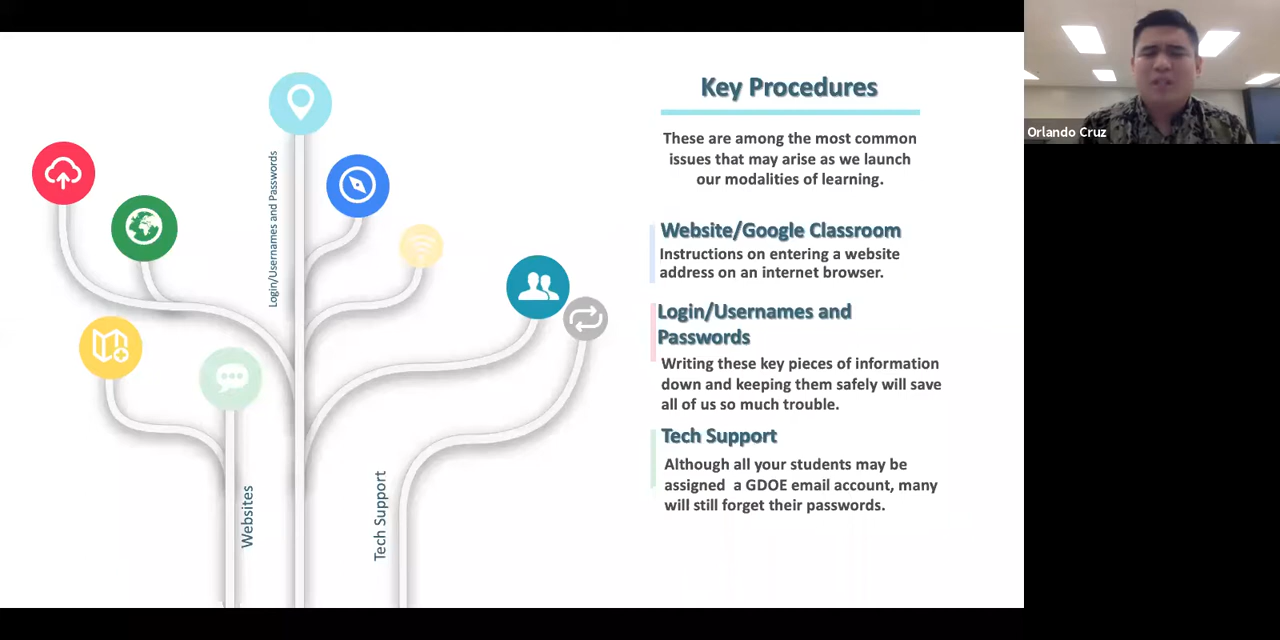 Key Procedures
These are among the most common
issues that may arise as we launch
our modalities of learning.
Website/Google Classroom
Instructions on entering a website
address on an internet browser.
Login/Usernames and
Passwords
Writing these key pieces of information
down and keeping them safely will save
all of us so much trouble.
Tech Support
Although all your students may be
assigned a GDOE email account, many
will still forget their passwords.
Login/Usernames and Passwords
Websites
Tech Support
Orlando Cruz